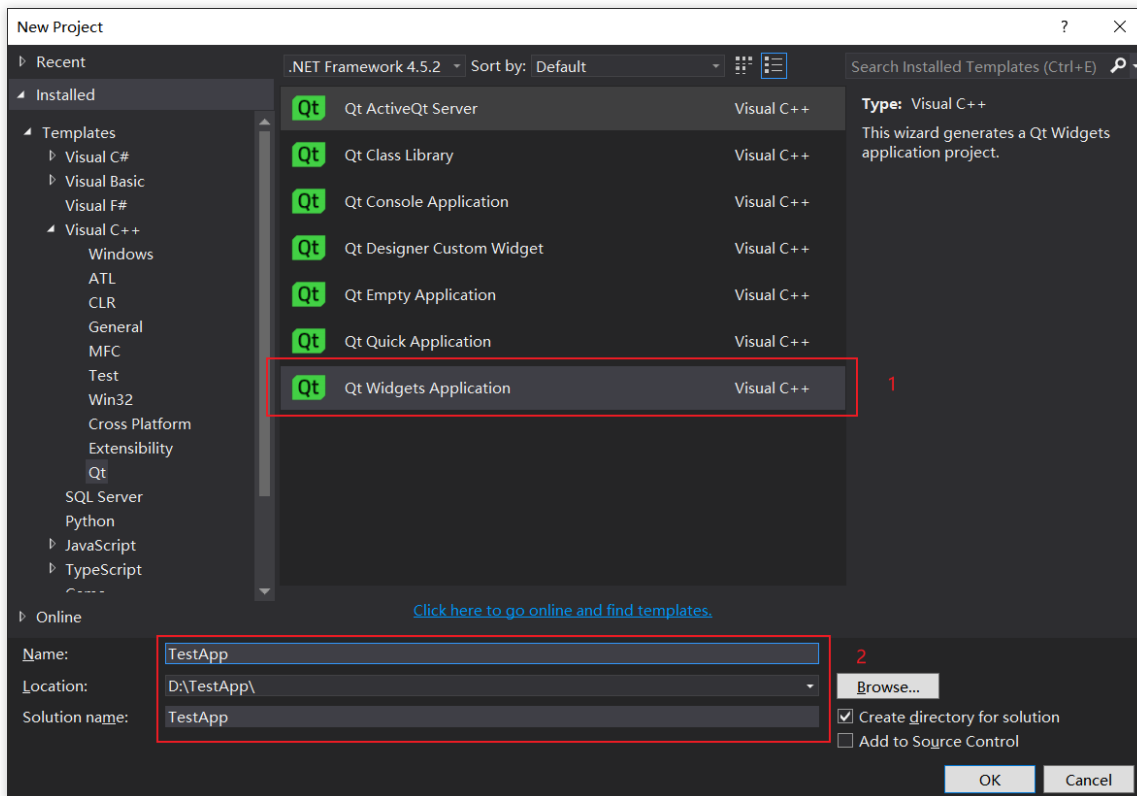 New Project
?
Recent
.NET Framework 4.5.2
Sort by:
Default
Search Installed Templates (Ctrl+E)
Installed
Templates
Visual C#
Visual Basic
Visual F#
Visual C++
Windows
ATL
CLR
General
MFC
Test
Win32
Cross Platform
Extensibility
Qt
SQL Server
Python
JavaScript
TypeScript
Online
Qt Qt ActiveQt Server Visual C++
Qt Qt Class Library Visual C++
Qt Qt Console Application Visual C++
Qt Qt Designer Custom Widget Visual C++
Qt Qt Empty Application Visual C++
Qt Qt Quick Application Visual C++
Qt Qt Widgets Application Visual C++
1
Type: Visual C++
This wizard generates a Qt Widgets
application project.
Click here to go online and find templates.
Name: TestApp
2
Location: D:\TestApp\
Browse...
Solution name: TestApp
Create directory for solution
Add to Source Control
OK
Cancel